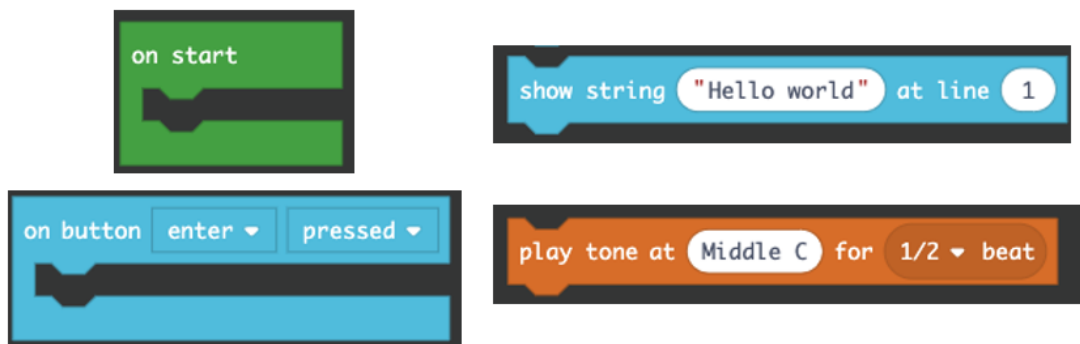 on start
show string "Hello world" at line 1
on button enter pressed
play tone at Middle C for 1/2 beat